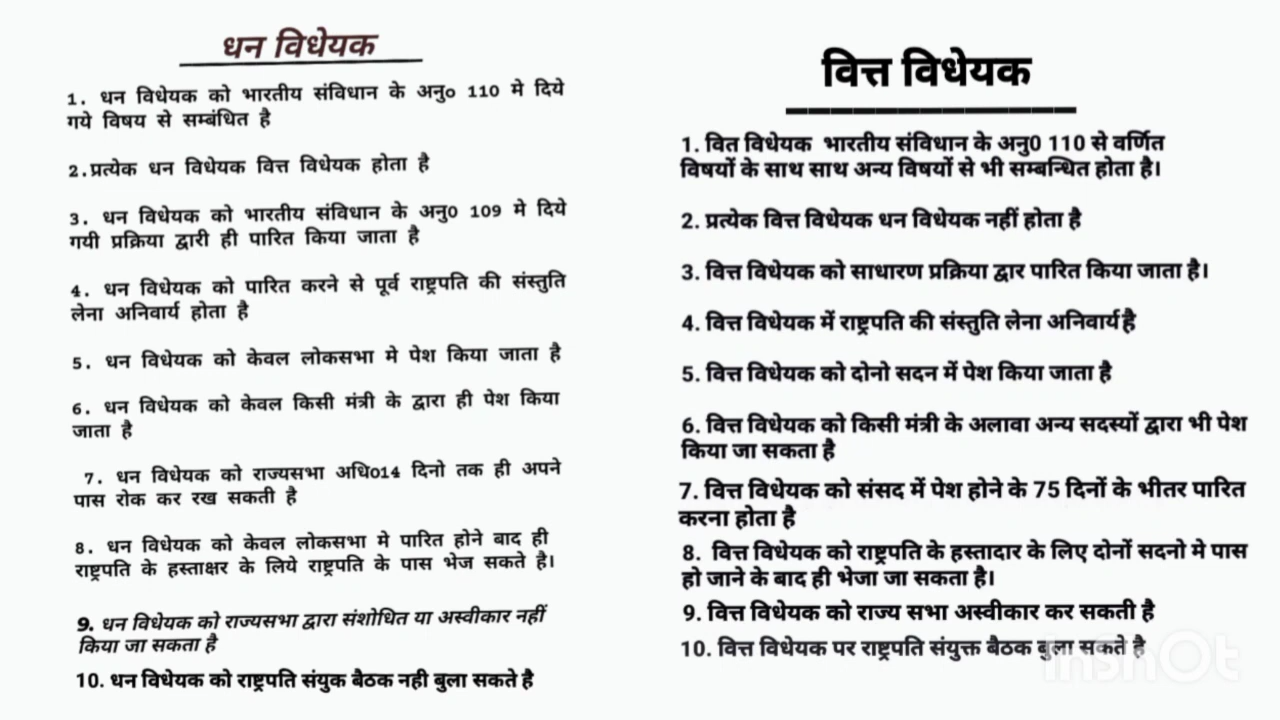 धन विधेयक
1. धन विधेयक को भारतीय संविधान के अनु० 110 मे दिये
गये विषय से सम्बंधित है
2.प्रत्येक धन विधेयक वित्त विधेयक होता है
3. धन विधेयक को भारतीय संविधान के अनु0 109 मे दिये
गयी प्रक्रिया द्वारी ही पारित किया जाता है
4. धन विधेयक को पारित करने से पूर्व राष्ट्रपति की संस्तुति
लेना अनिवार्य होता है
5. धन विधेयक को केवल लोकसभा मे पेश किया जाता है
6. धन विधेयक को केवल किसी मंत्री के द्वारा ही पेश किया
जाता है
7. धन विधेयक को राज्यसभा अधि014 दिनो तक ही अपने
पास रोक कर रख सकती है
8. धन विधेयक को केवल लोकसभा मे पारित होने बाद ही
राष्ट्रपति के हस्ताक्षर के लिये राष्ट्रपति के पास भेज सकते है।
9. धन विधेयक को राज्यसभा द्वारा संशोधित या अस्वीकार नहीं
किया जा सकता है
10. धन विधेयक को राष्ट्रपति संयुक बैठक नही बुला सकते है
वित्त विधेयक
1. वित विधेयक भारतीय संविधान के अनु0 110 से वर्णित
विषयों के साथ साथ अन्य विषयों से भी सम्बन्धित होता है।
2. प्रत्येक वित्त विधेयक धन विधेयक नहीं होता है
3. वित्त विधेयक को साधारण प्रक्रिया द्वार पारित किया जाता है।
4. वित्त विधेयक में राष्ट्रपति की संस्तुति लेना अनिवार्य है
5. वित्त विधेयक को दोनो सदन में पेश किया जाता है
6. वित्त विधेयक को किसी मंत्री के अलावा अन्य सदस्यों द्वारा भी पेश
किया जा सकता है
7. वित्त विधेयक को संसद में पेश होने के 75 दिनों के भीतर पारित
करना होता है
8. वित्त विधेयक को राष्ट्रपति के हस्तादार के लिए दोनों सदनो मे पास
हो जाने के बाद ही भेजा जा सकता है।
9. वित्त विधेयक को राज्य सभा अस्वीकार कर सकती है
10. वित्त विधेयक पर राष्ट्रपति संयुक्त बैठक बुला सकते है
InShOt